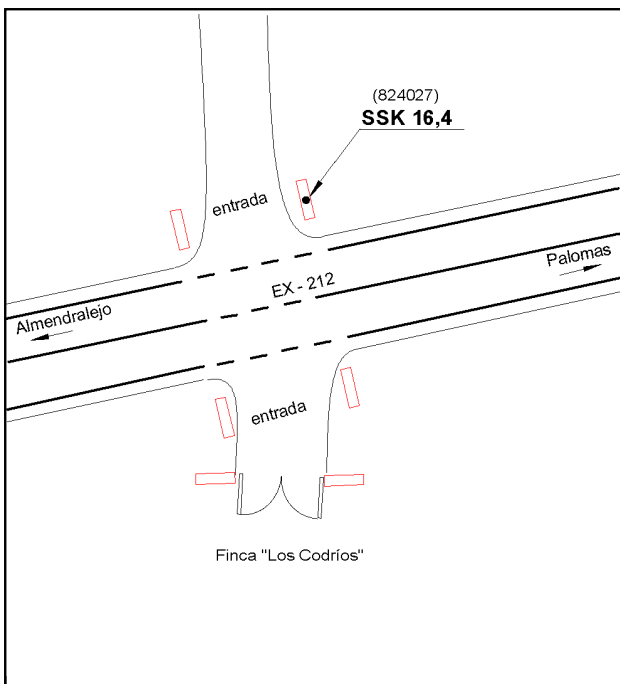 (824027)
SSK 16,4
entrada
Palomas
EX - 212
Almendralejo
entrada
Finca "Los Codríos"